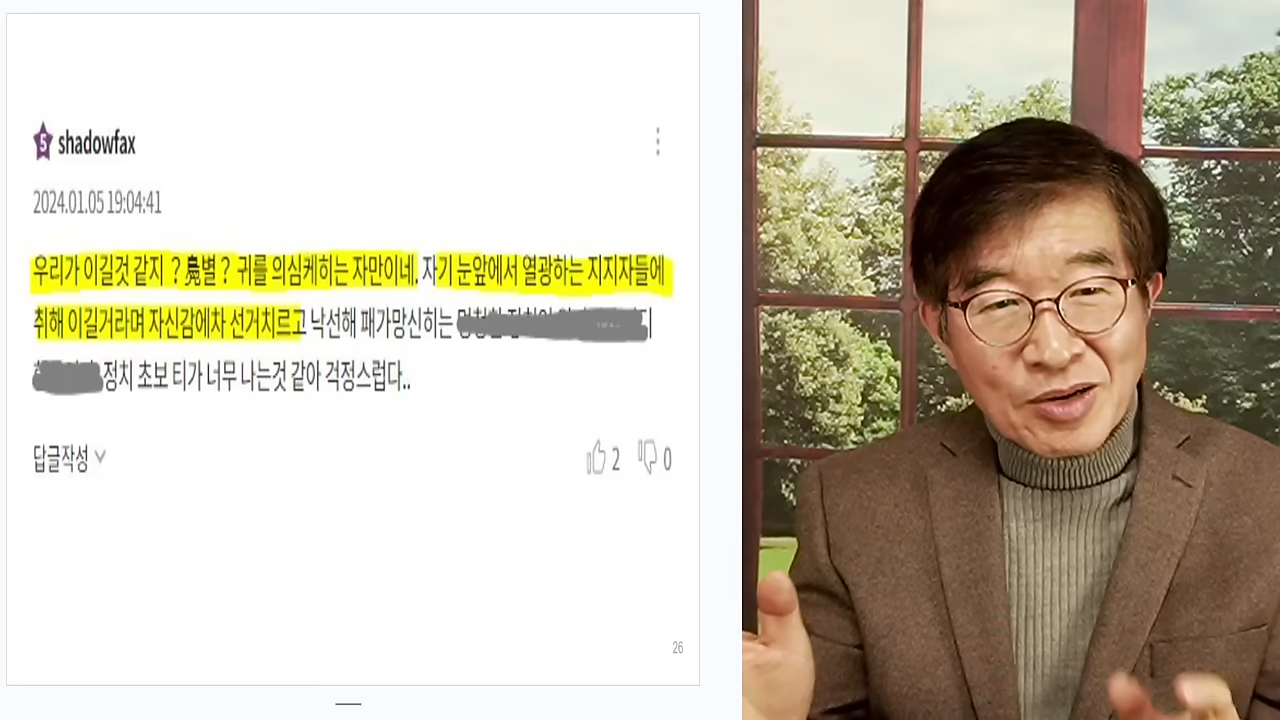 5 shadowfax
2024.01.05 19:04:41
우리가 이길것 같지 ? 별 ? 귀를 의심케히는 자만이네. 자기 눈앞에서 열광하는 지지자들에
취해 이길거라며 자신감에차 선거치르고 낙선해 패가망신히는
정치 초보 티가 너무 나는것 같아 걱정스럽다..
답글작성 2 0
26